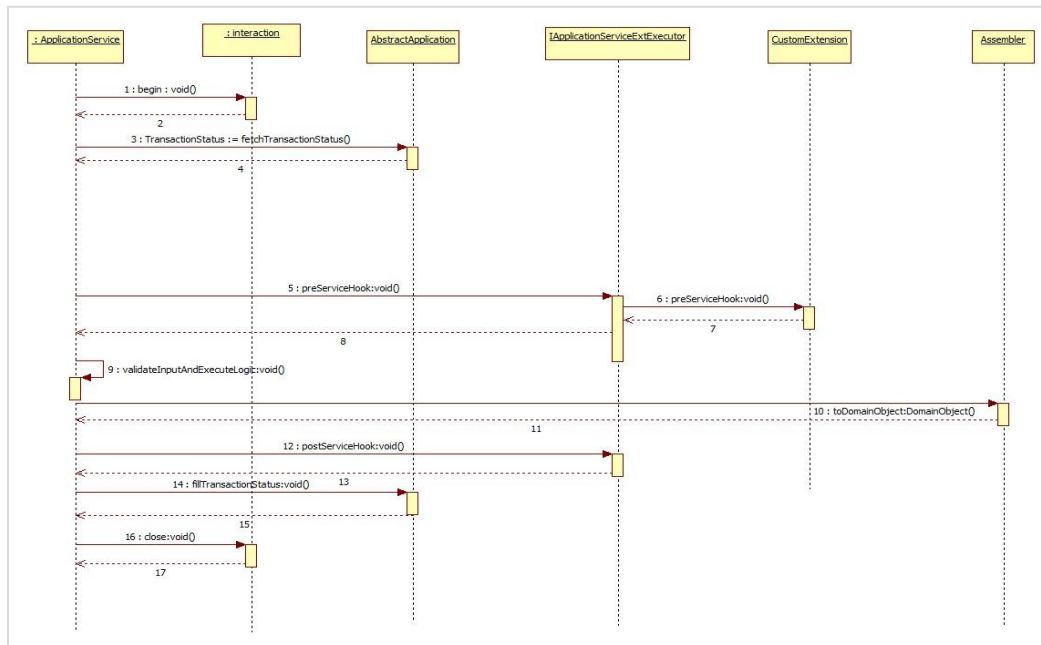 : ApplicationService
: interaction
AbstractApplication
IApplicationServiceExtExecutor
CustomExtension
Assembler
1 : begin : void()
2
3 : TransactionStatus := fetchTransactionStatus()
4
5 : preServiceHook:void()
6 : preServiceHook:void()
7
8
9 : validateInputAndExecuteLogic:void()
10 : toDomainObject:DomainObject()
11
12 : postServiceHook:void()
13
14 : fillTransactionStatus:void()
15
16 : close:void()
17